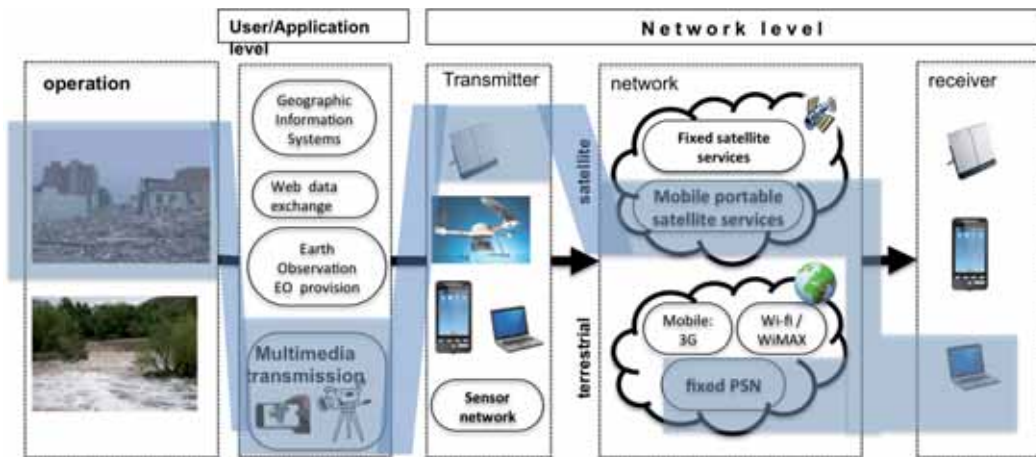 User/Application
level
Network level
operation
Geographic
Information
Systems
Web data
exchange
Earth
Observation
EO provision
Multimedia
transmission
Transmitter
Sensor
network
network
satellite
Fixed satellite
services
Mobile portable
satellite services
terrestrial
Mobile:
3G
Wi-fi /
WiMAX
fixed PSN
receiver